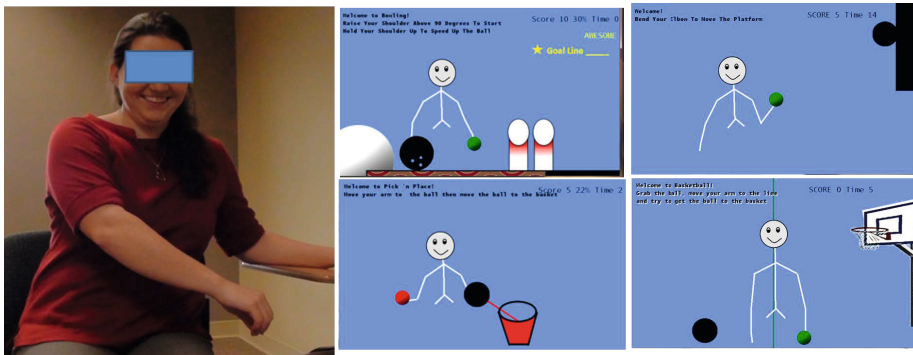 Welcome to Bowling!
Raise Your Shoulder Above 90 Degrees To Start
Hold Your Shoulder Up To Speed Up The Ball
Score 10 30% Time 0
AWESOME
Goal Line
Welcome!
Bend Your Elbon To Move The Platform
SCORE 5 Time 14
Welcome to Pick 'n Place!
Move your arm to the ball then move the ball to the basket
Score 5 22% Time 2
Welcome to Basketball!
Grab the ball, move your arm to the line
and try to get the ball to the basket
SCORE 0 Time 5